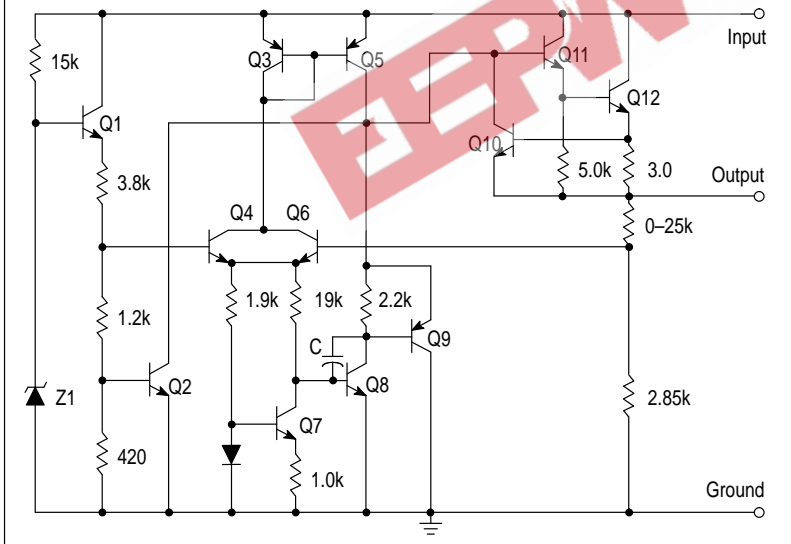 Input
Q3
Q5
Q11
15k
Q12
Q1
Q10
5.0k
3.0
Output
3.8k
Q4
Q6
0–25k
1.9k
19k
2.2k
1.2k
C
Q9
Q2
Q8
Z1
2.85k
Q7
420
1.0k
Ground
EEPW